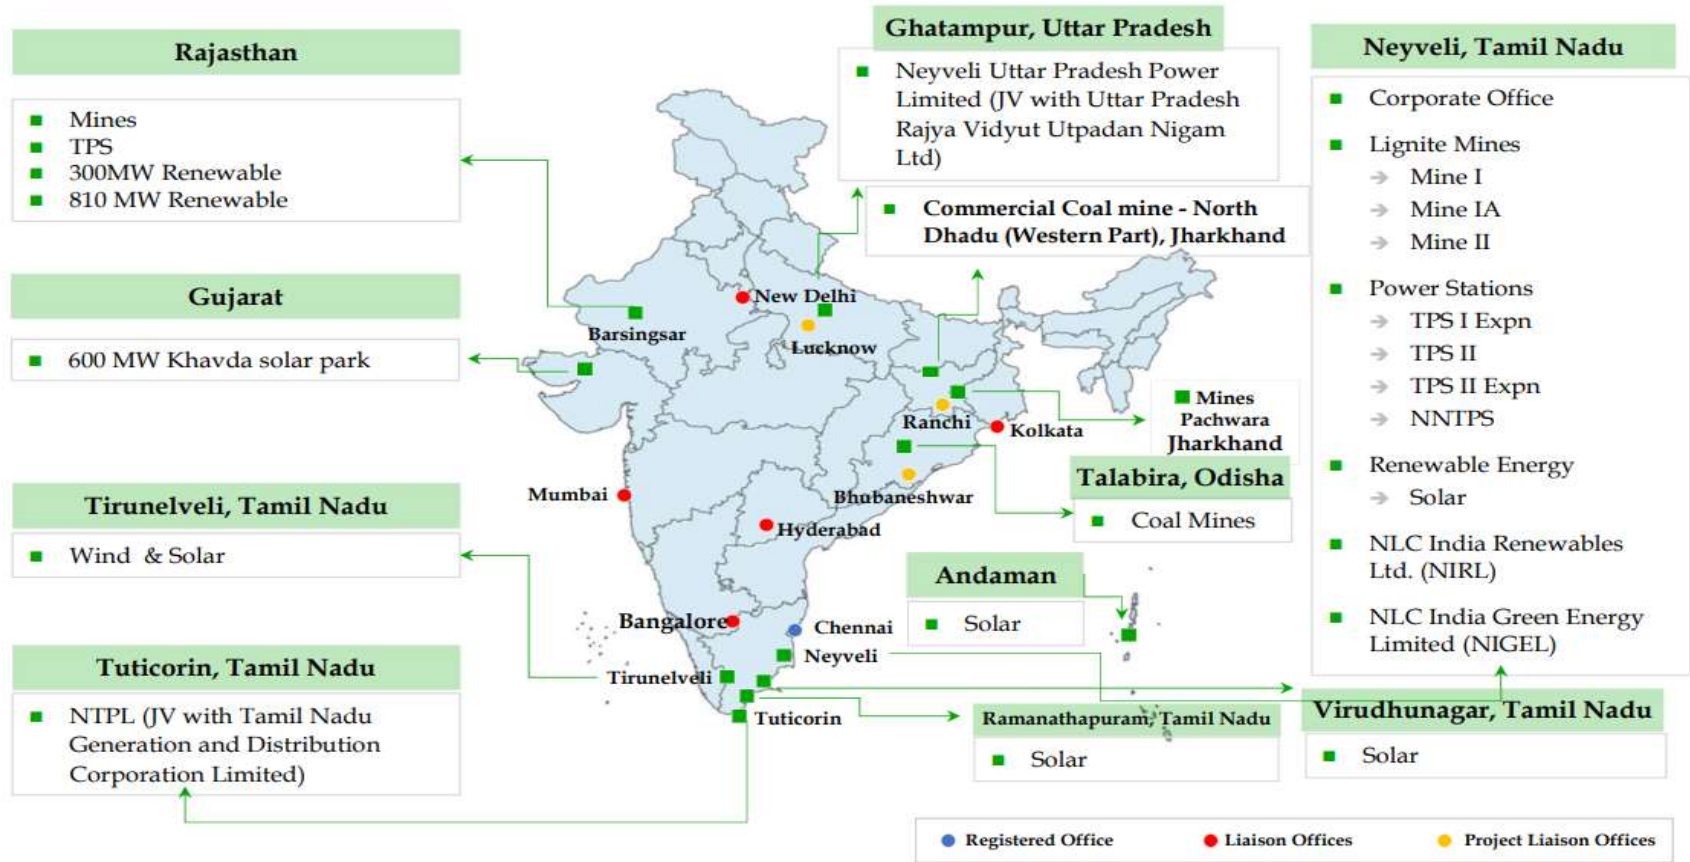 Rajasthan
Mines
TPS
300MW Renewable
810 MW Renewable
Gujarat
600 MW Khavda solar park
Tirunelveli, Tamil Nadu
Wind & Solar
Tuticorin, Tamil Nadu
NTPL (JV with Tamil Nadu
Generation and Distribution
Corporation Limited)
Ghatampur, Uttar Pradesh
Neyveli Uttar Pradesh Power
Limited (JV with Uttar Pradesh
Rajya Vidyut Utpadan Nigam
Ltd)
Commercial Coal mine - North
Dhadu (Western Part), Jharkhand
New Delhi
Barsingsar
Lucknow
Ranchi
Kolkata
Mumbai
Bhubaneshwar
Hyderabad
Bangalore
Chennai
Neyveli
Tirunelveli
Tuticorin
Mines
Pachwara
Jharkhand
Talabira, Odisha
Coal Mines
Andaman
Solar
Ramanathapuram, Tamil Nadu
Solar
Neyveli, Tamil Nadu
Corporate Office
Lignite Mines
Mine I
Mine IA
Mine II
Power Stations
TPS I Expn
TPS II
TPS II Expn
NNTPS
Renewable Energy
Solar
NLC India Renewables
Ltd. (NIRL)
NLC India Green Energy
Limited (NIGEL)
Virudhunagar, Tamil Nadu
Solar
Registered Office
Liaison Offices
Project Liaison Offices